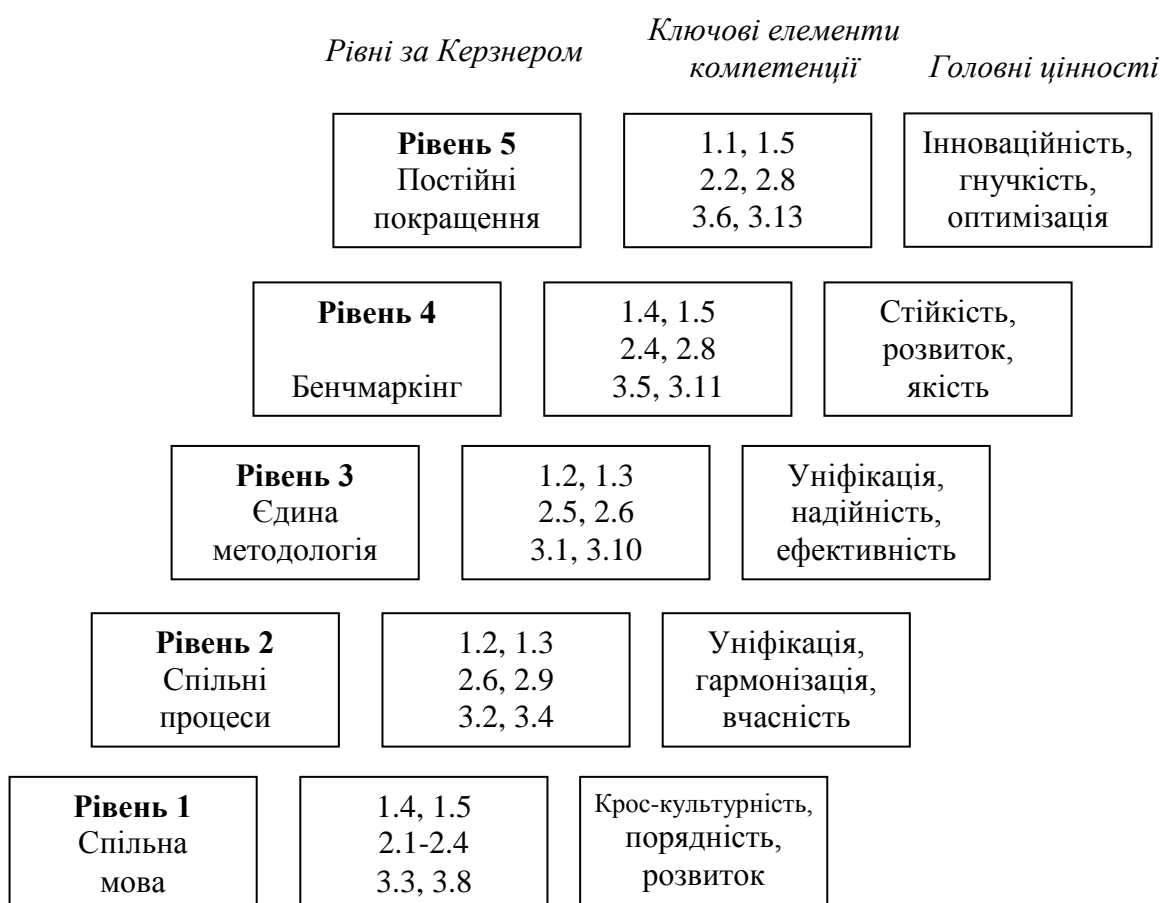 Рівні за Керзнером
Ключові елементи
компетенції
Головні цінності
Рівень 5
Постійні
покращення
1.1, 1.5
2.2, 2.8
3.6, 3.13
Інноваційність,
гнучкість,
оптимізація
Рівень 4
Бенчмаркінг
1.4, 1.5
2.4, 2.8
3.5, 3.11
Стійкість,
розвиток,
якість
Рівень 3
Єдина
методологія
1.2, 1.3
2.5, 2.6
3.1, 3.10
Уніфікація,
надійність,
ефективність
Рівень 2
Спільні
процеси
1.2, 1.3
2.6, 2.9
3.2, 3.4
Уніфікація,
гармонізація,
вчасність
Рівень 1
Спільна
мова
1.4, 1.5
2.1-2.4
3.3, 3.8
Крос-культурність,
порядність,
розвиток